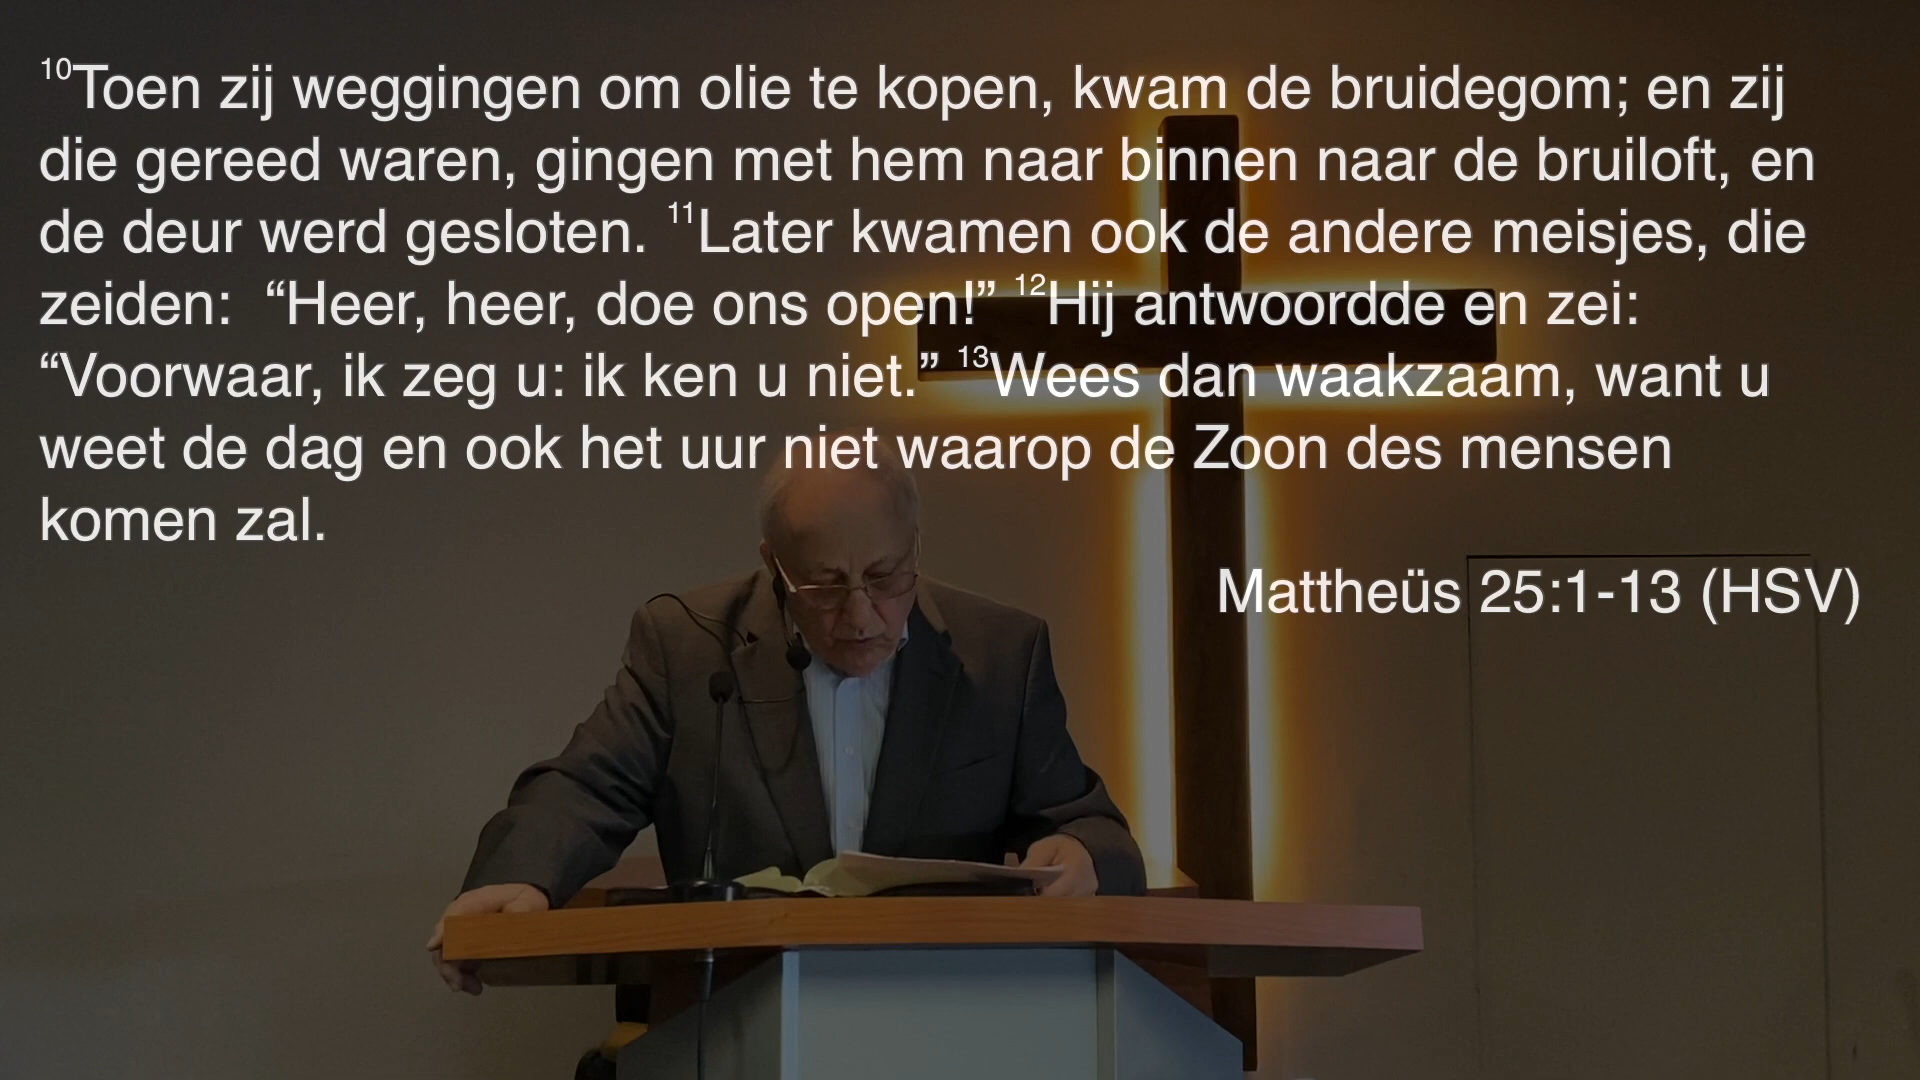 ¹⁰Toen zij weggingen om olie te kopen, kwam de bruidegom; en zij
die gereed waren, gingen met hem naar binnen naar de bruiloft, en
de deur werd gesloten. ¹¹Later kwamen ook de andere meisjes, die
zeiden:  “Heer, heer, doe ons open!” ¹²Hij antwoordde en zei:
“Voorwaar, ik zeg u: ik ken u niet.” ¹³Wees dan waakzaam, want u
weet de dag en ook het uur niet waarop de Zoon des mensen
komen zal.
Mattheüs 25:1-13 (HSV)